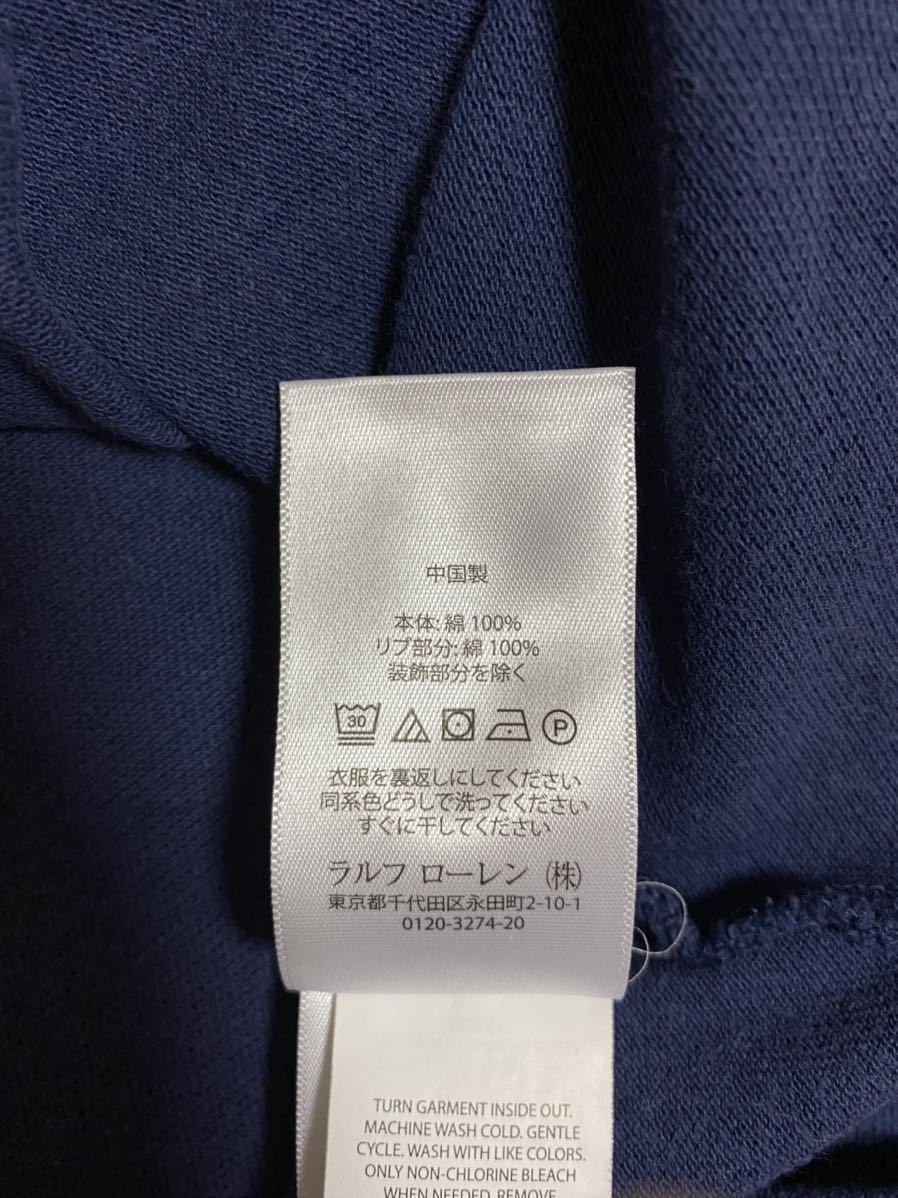 中国製
本体: 綿 100%
リブ部分: 綿 100%
装飾部分を除く
30 P
衣服を裏返しにしてください
同系色どうしで洗ってください
すぐに干してください
ラルフ ローレン (株)
東京都千代田区永田町2-10-1
0120-3274-20
TURN GARMENT INSIDE OUT.
MACHINE WASH COLD. GENTLE
CYCLE. WASH WITH LIKE COLORS.
ONLY NON-CHLORINE BLEACH
WHEN NEEDED. REMOVE